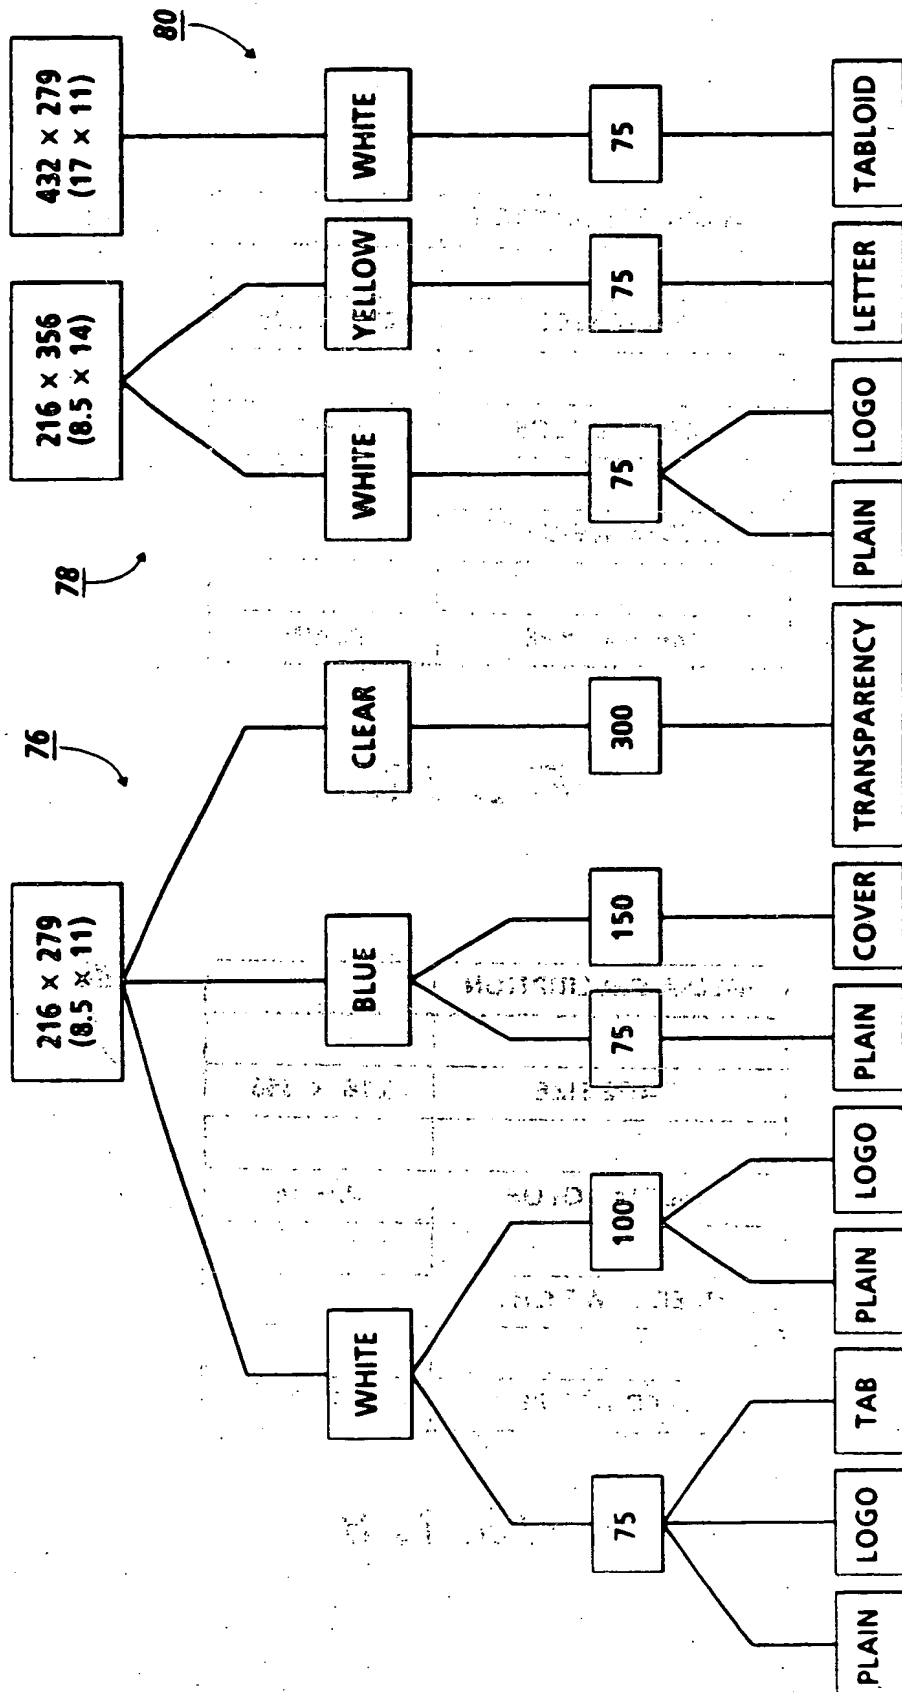 216 × 279
(8.5 × 11)
76
216 × 356
(8.5 × 14)
78
432 × 279
(17 × 11)
80
WHITE
BLUE
CLEAR
WHITE
YELLOW
WHITE
75
100
75
150
300
75
75
75
PLAIN
LOGO
TAB
PLAIN
LOGO
PLAIN
COVER
TRANSPARENCY
PLAIN
LOGO
LETTER
TABLOID